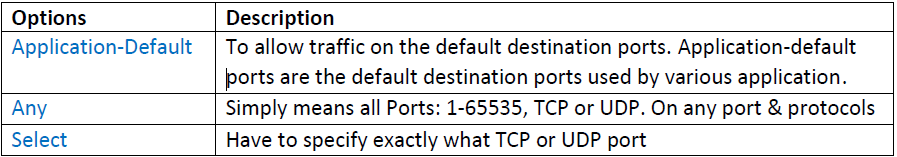 Options Description
Application-Default To allow traffic on the default destination ports. Application-default
ports are the default destination ports used by various application.
Any Simply means all Ports: 1-65535, TCP or UDP. On any port & protocols
Select Have to specify exactly what TCP or UDP port